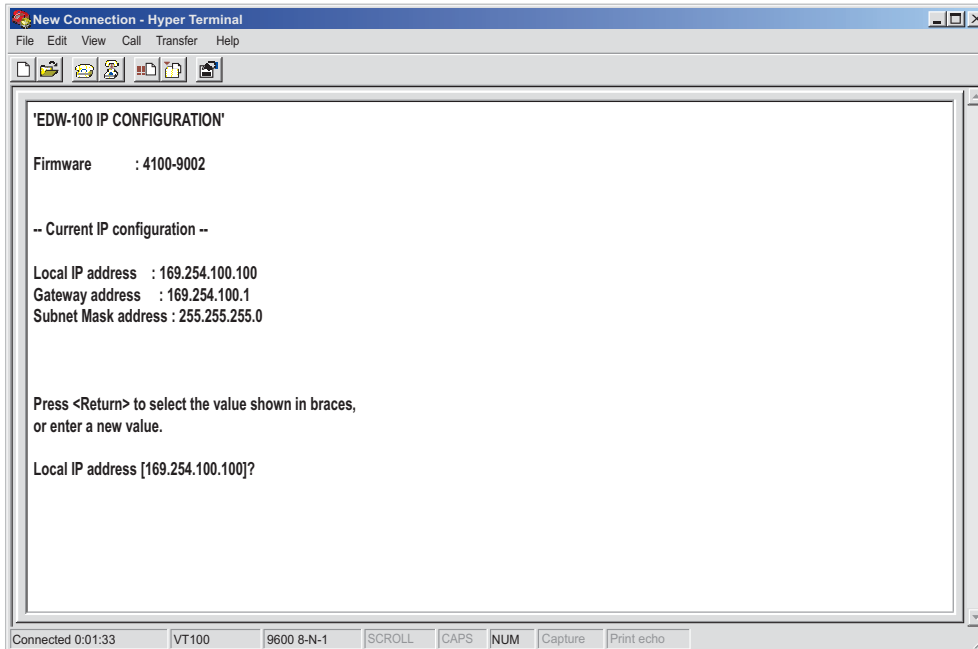 New Connection - Hyper Terminal
File Edit View Call Transfer Help
'EDW-100 IP CONFIGURATION'
Firmware : 4100-9002
-- Current IP configuration --
Local IP address : 169.254.100.100
Gateway address : 169.254.100.1
Subnet Mask address : 255.255.255.0
Press <Return> to select the value shown in braces,
or enter a new value.
Local IP address [169.254.100.100]?
Connected 0:01:33 VT100 9600 8-N-1 SCROLL CAPS NUM Capture Print echo